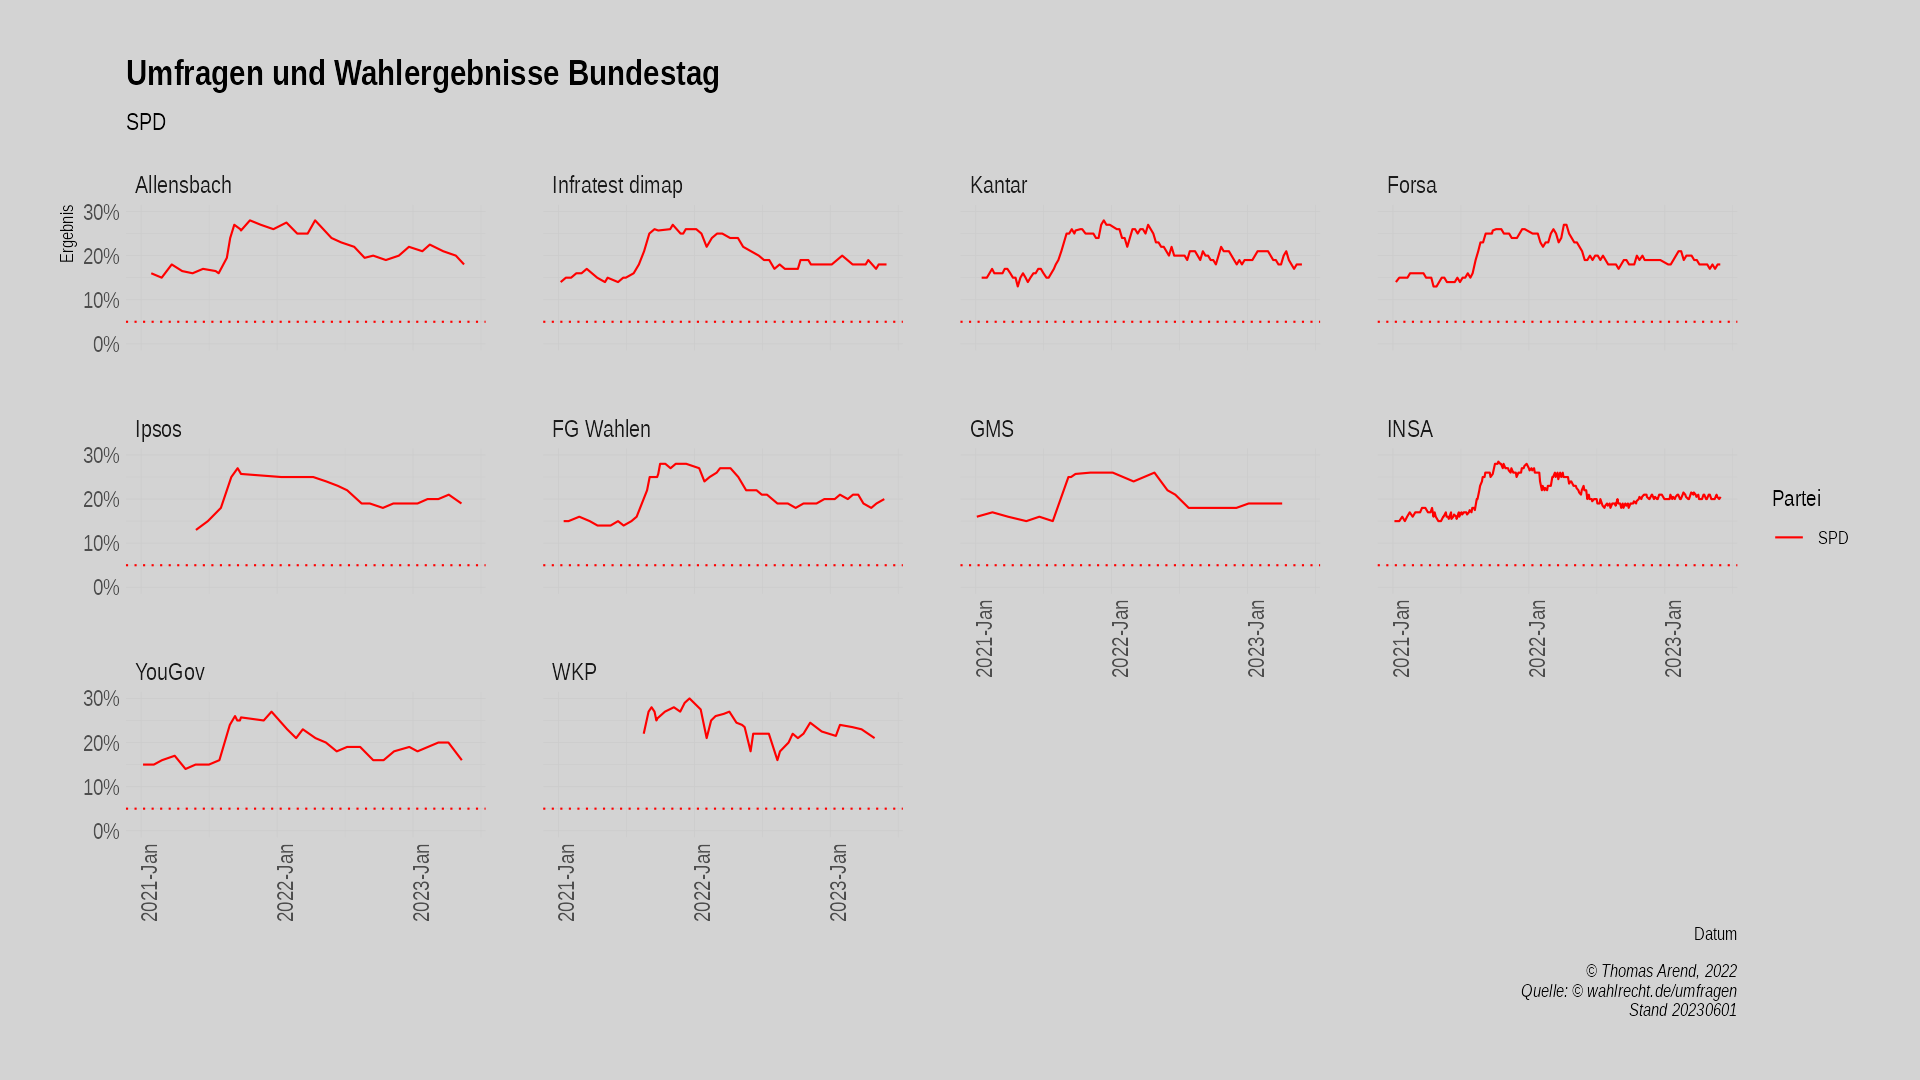 Umfragen und Wahlergebnisse Bundestag
SPD
Allensbach
Infratest dimap
Kantar
Forsa
Ergebnis
30%
20%
10%
0%
Ipsos
FG Wahlen
GMS
INSA
30%
20%
10%
0%
2021-Jan
2022-Jan
2023-Jan
2021-Jan
2022-Jan
2023-Jan
Partei
SPD
YouGov
WKP
30%
20%
10%
0%
2021-Jan
2022-Jan
2023-Jan
2021-Jan
2022-Jan
2023-Jan
Datum
© Thomas Arend, 2022
Quelle: © wahlrecht.de/umfragen
Stand 20230601